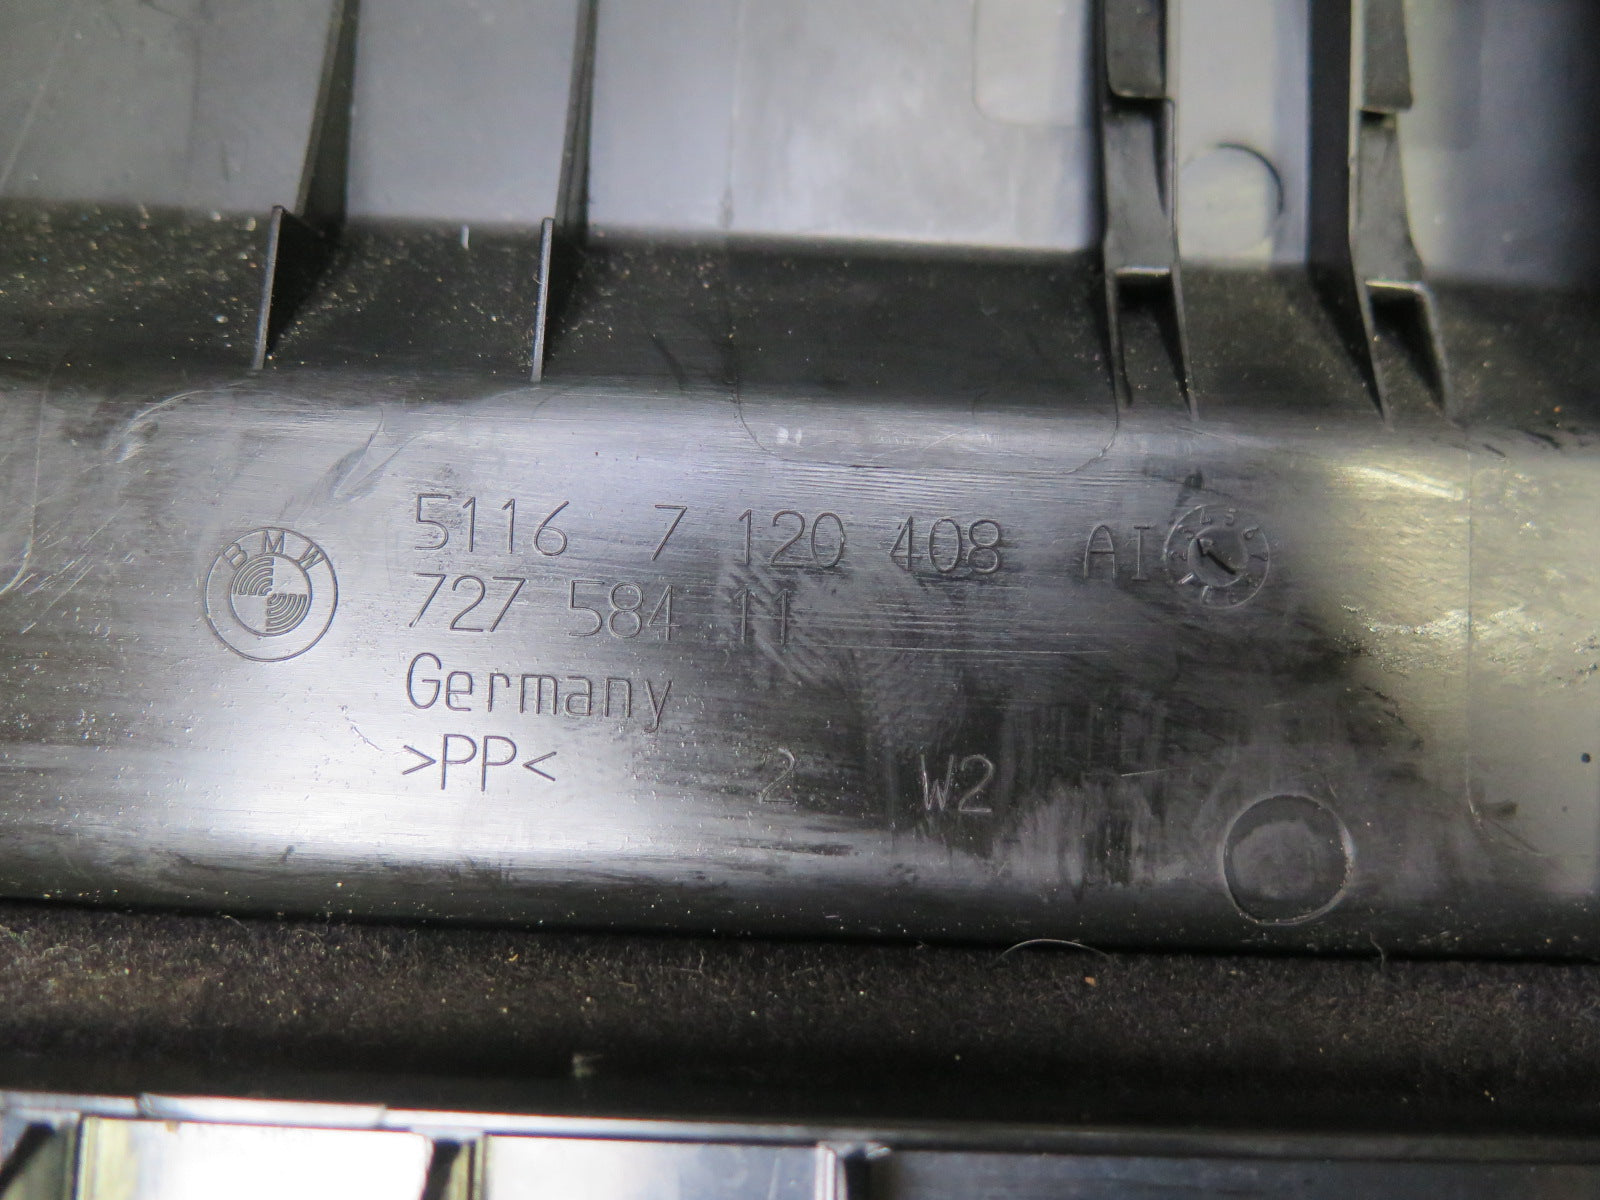 BMW
5116 7 120 408 AI
727 584 11
Germany
>PP<
2 W2